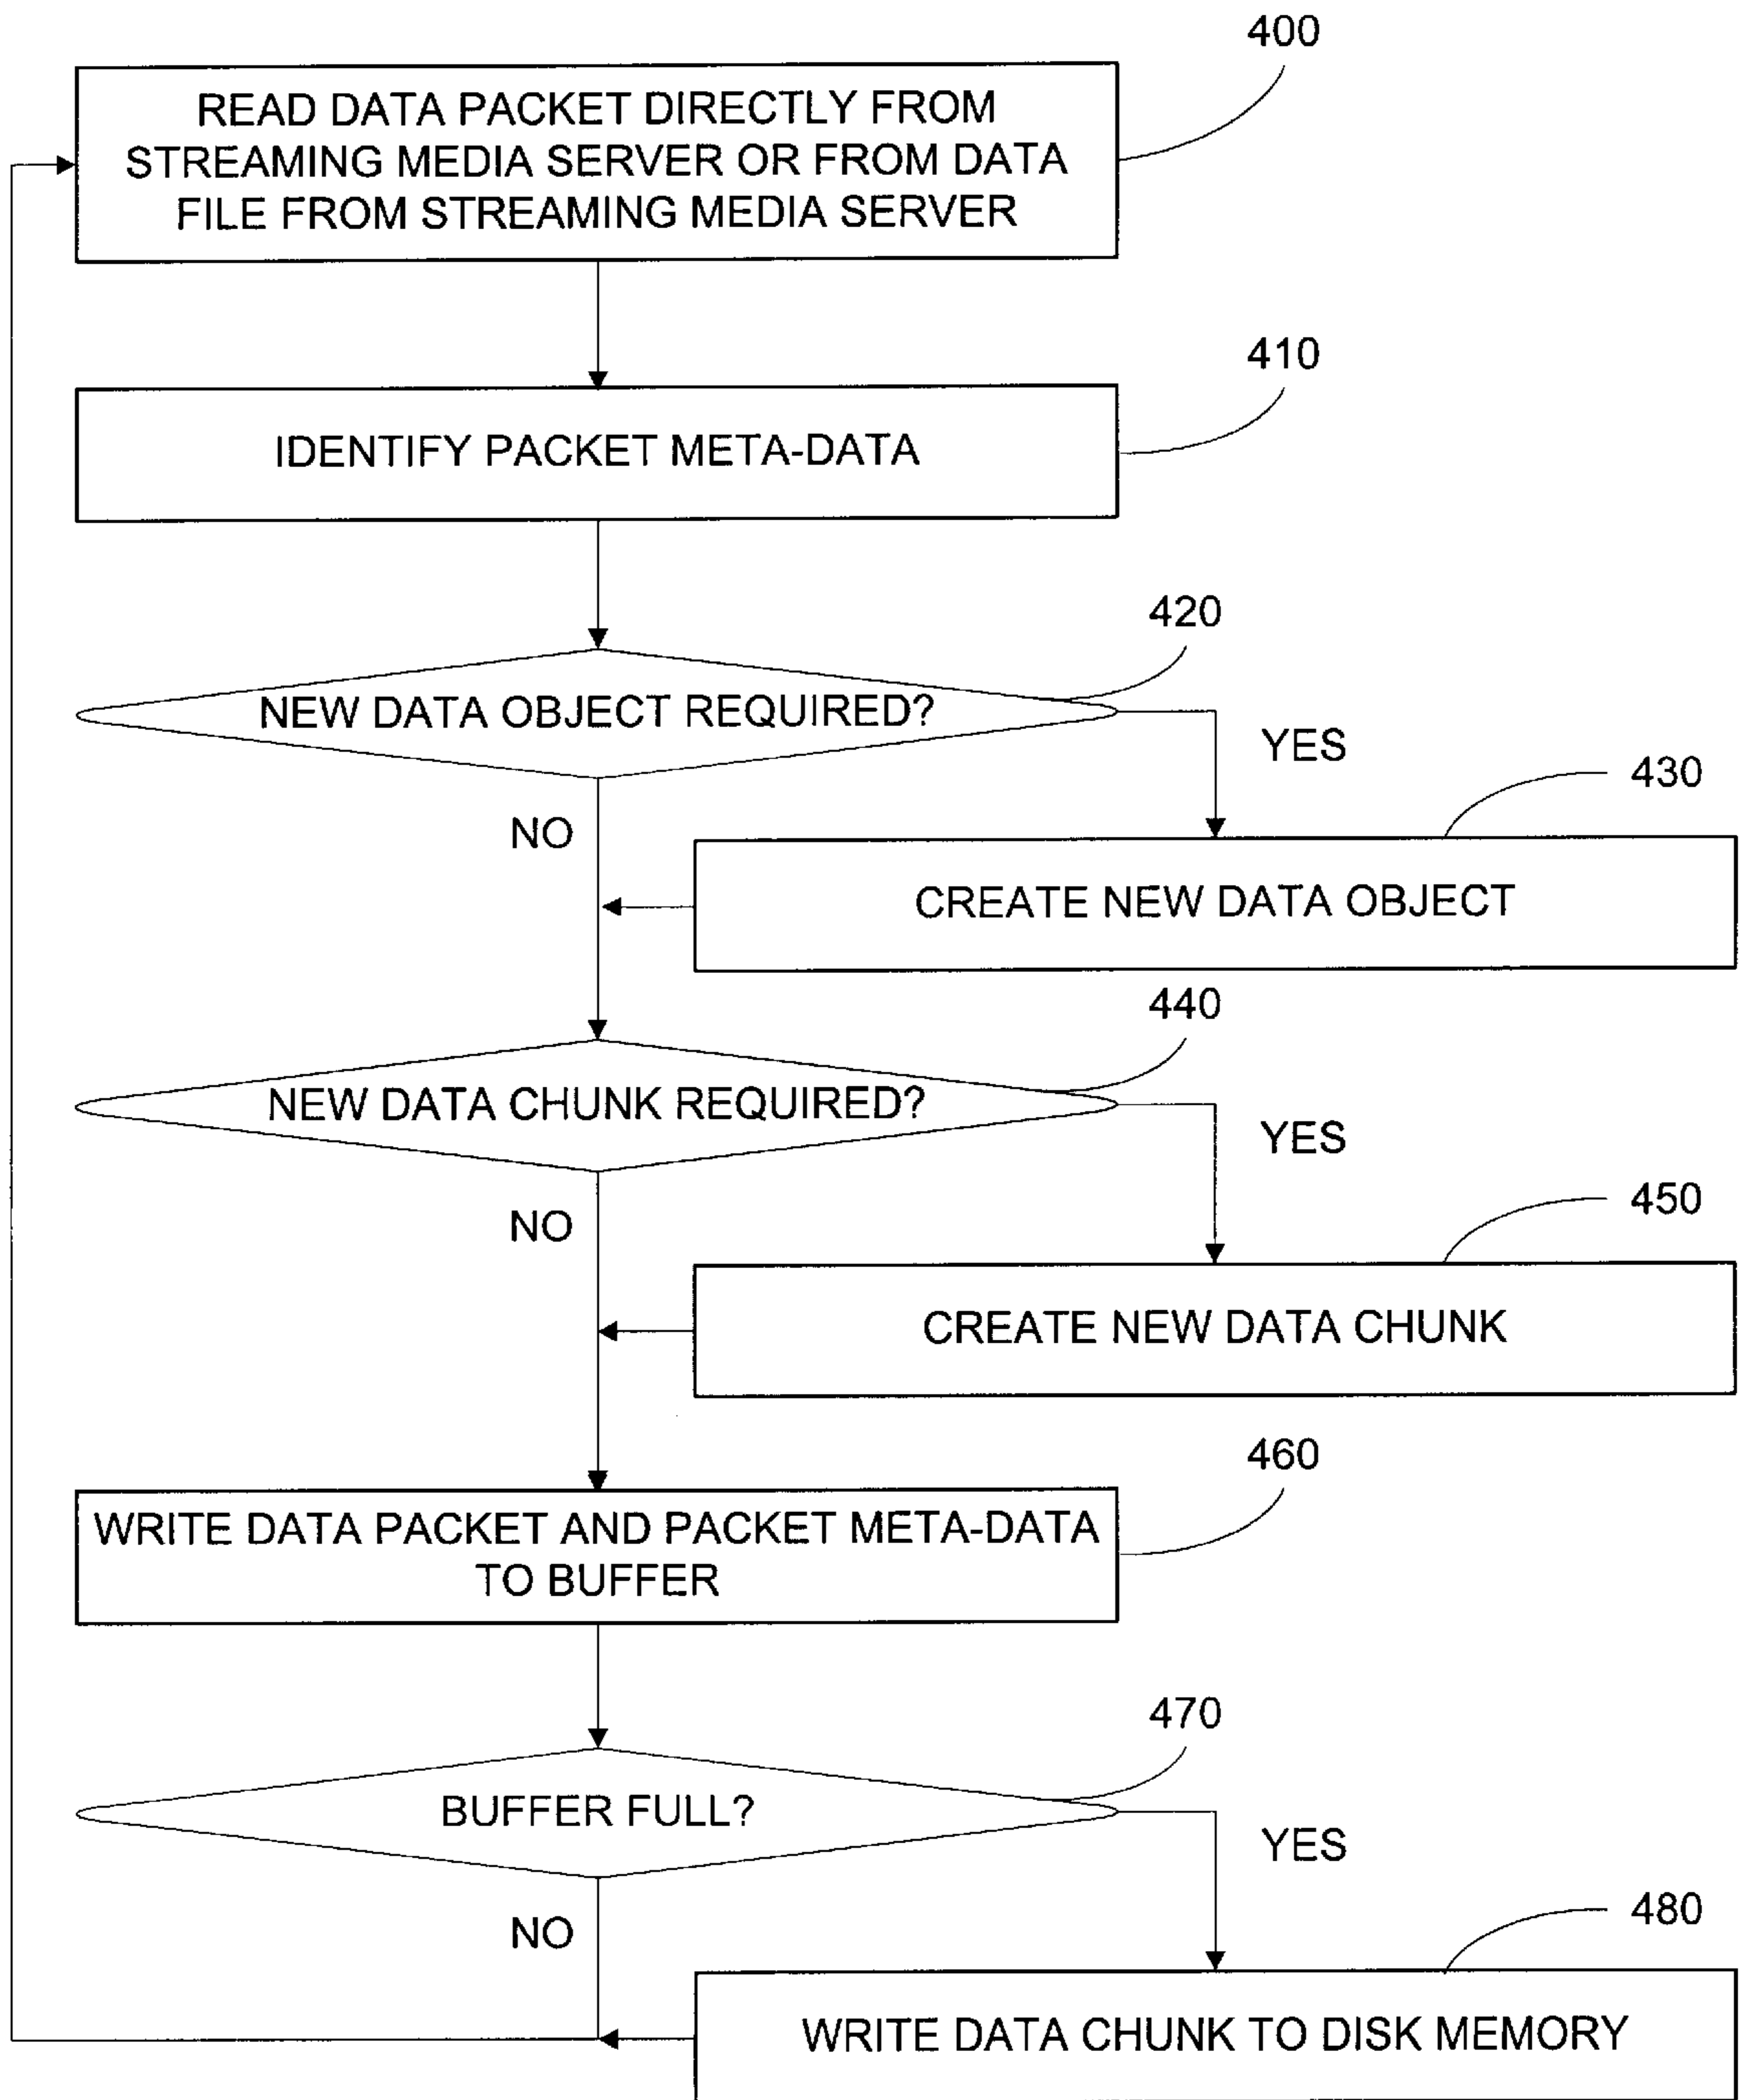 400
READ DATA PACKET DIRECTLY FROM
STREAMING MEDIA SERVER OR FROM DATA
FILE FROM STREAMING MEDIA SERVER
410
IDENTIFY PACKET META-DATA
420
NEW DATA OBJECT REQUIRED?
YES
430
NO
CREATE NEW DATA OBJECT
440
NEW DATA CHUNK REQUIRED?
YES
450
NO
CREATE NEW DATA CHUNK
460
WRITE DATA PACKET AND PACKET META-DATA
TO BUFFER
470
BUFFER FULL?
YES
480
NO
WRITE DATA CHUNK TO DISK MEMORY